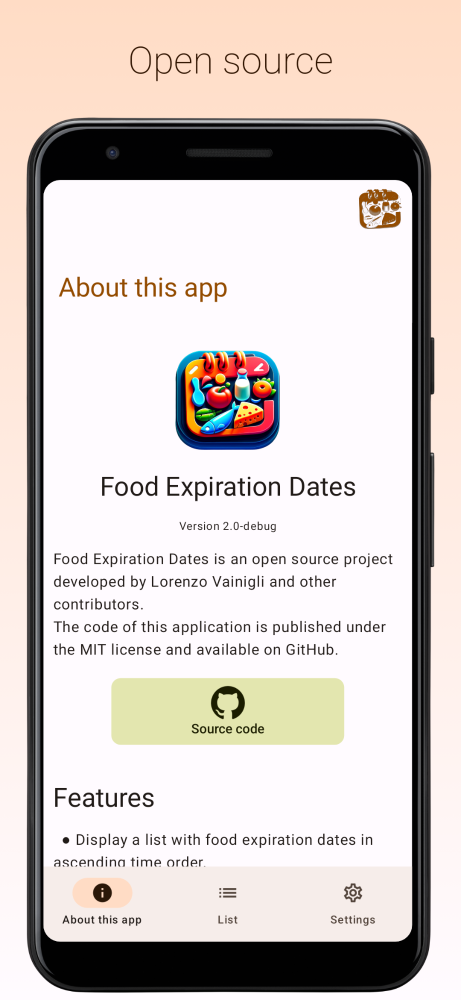 Open source
About this app
Food Expiration Dates
Version 2.0-debug
Food Expiration Dates is an open source project
developed by Lorenzo Vainigli and other
contributors.
The code of this application is published under
the MIT license and available on GitHub.
Source code
Features
● Display a list with food expiration dates in
ascending time order.
About this app
List
Settings